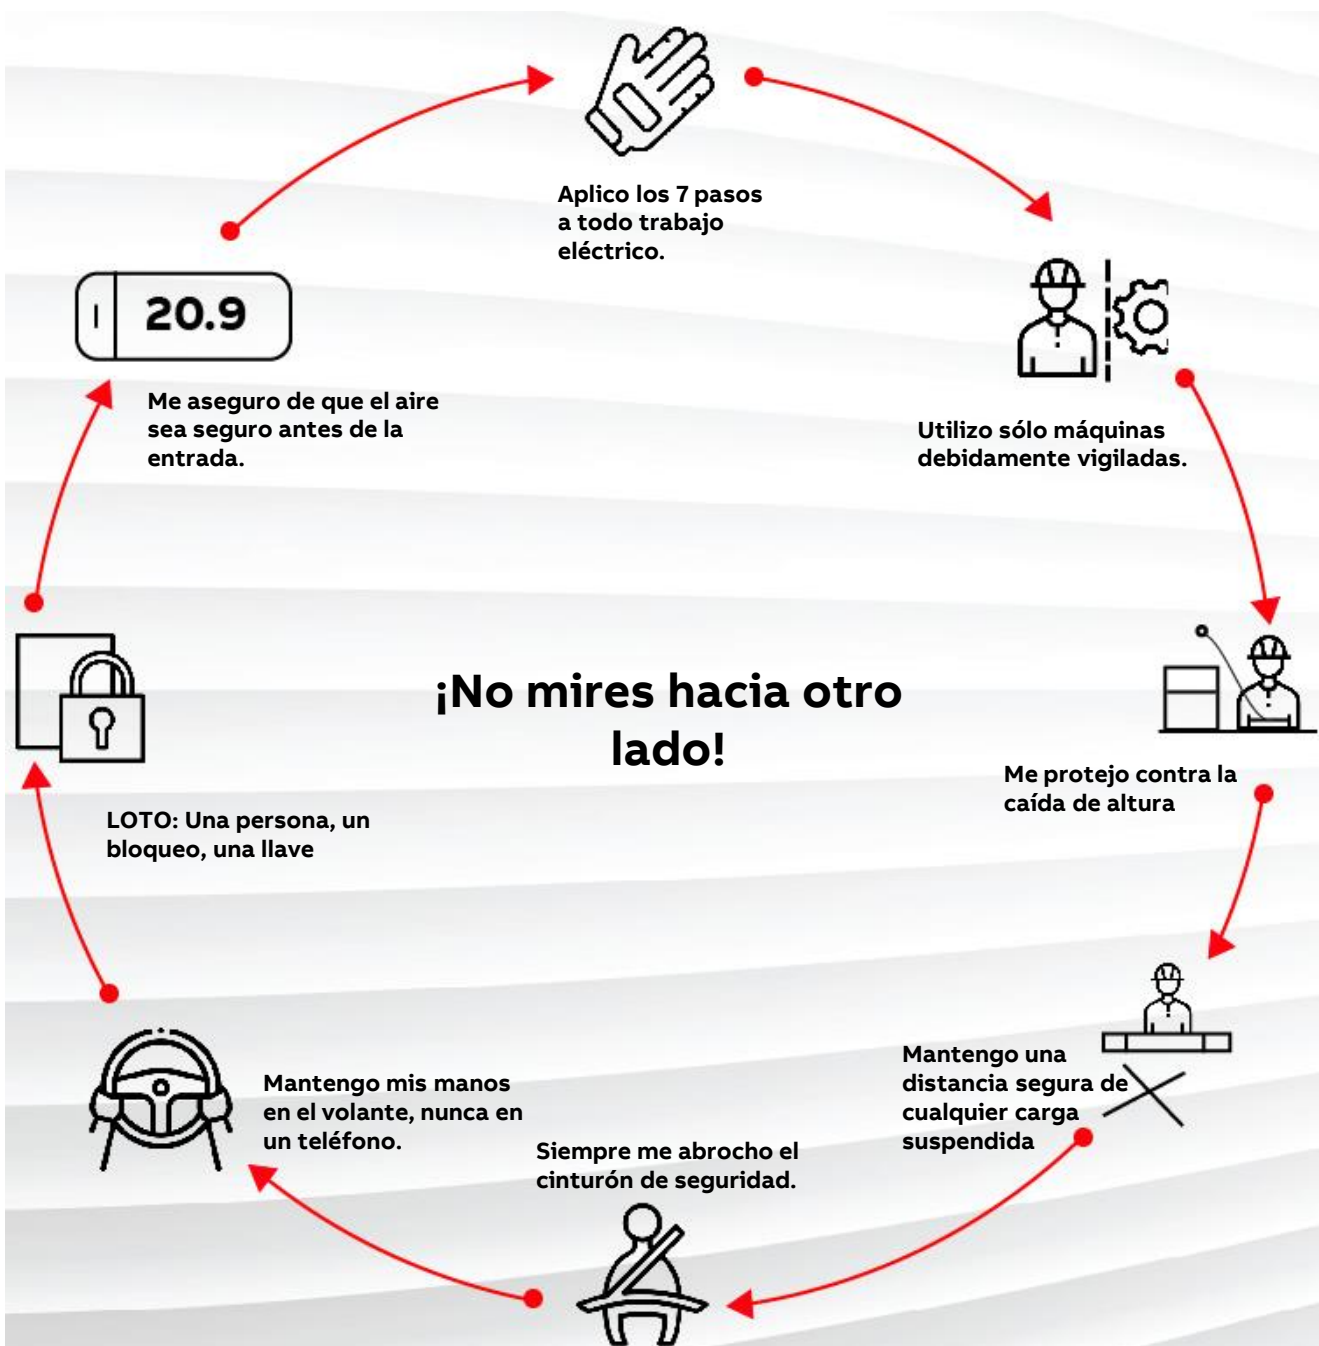 Aplico los 7 pasos
a todo trabajo
eléctrico.
20.9
Me aseguro de que el aire
sea seguro antes de la
entrada.
Utilizo sólo máquinas
debidamente vigiladas.
¡No mires hacia otro
lado!
Me protejo contra la
caída de altura
LOTO: Una persona, un
bloqueo, una llave
Mantengo una
distancia segura de
cualquier carga
suspendida
Mantengo mis manos
en el volante, nunca en
un teléfono.
Siempre me abrocho el
cinturón de seguridad.